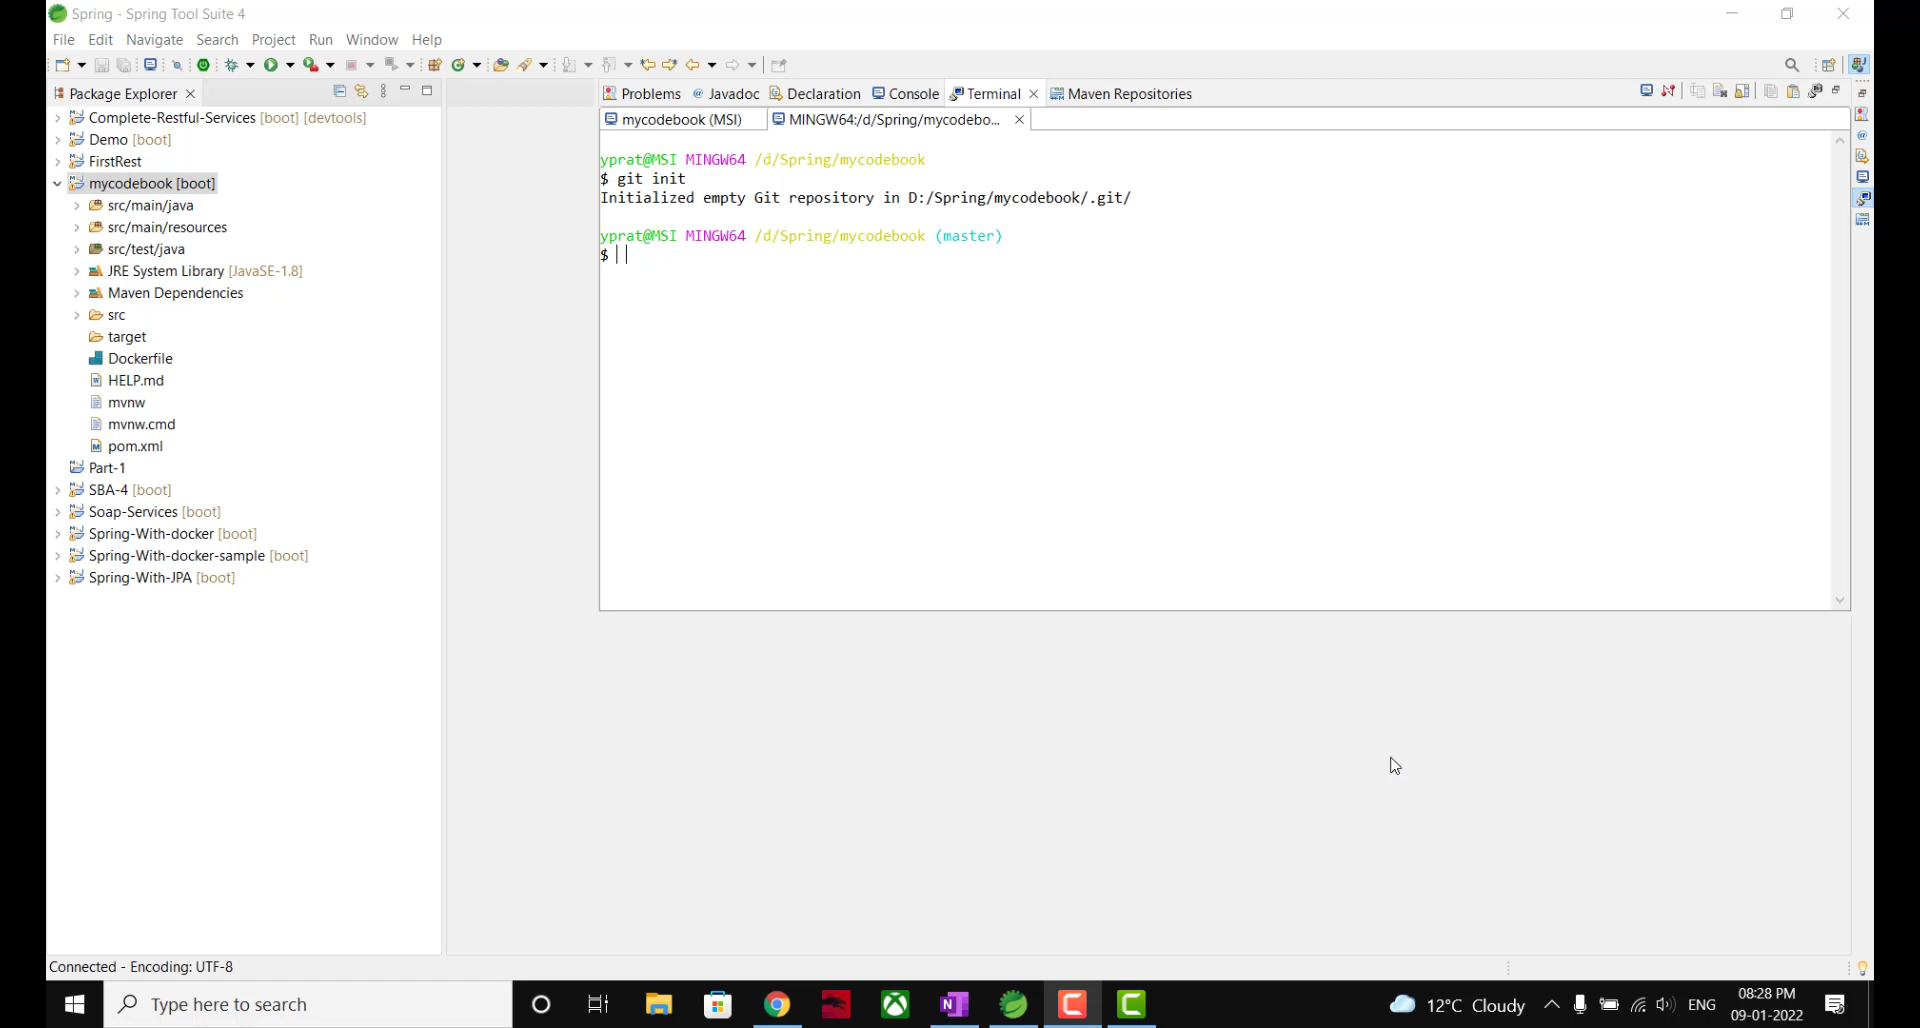 Spring - Spring Tool Suite 4
File Edit Navigate Search Project Run Window Help
Package Explorer
Complete-Restful-Services [boot] [devtools]
Demo [boot]
FirstRest
mycodebook [boot]
src/main/java
src/main/resources
src/test/java
JRE System Library [JavaSE-1.8]
Maven Dependencies
src
target
Dockerfile
HELP.md
mvnw
mvnw.cmd
pom.xml
Part-1
SBA-4 [boot]
Soap-Services [boot]
Spring-With-docker [boot]
Spring-With-docker-sample [boot]
Spring-With-JPA [boot]
Problems @ Javadoc Declaration Console Terminal Maven Repositories
mycodebook (MSI) MINGW64:/d/Spring/mycodebo...
yprat@MSI MINGW64 /d/Spring/mycodebook
$ git init
Initialized empty Git repository in D:/Spring/mycodebook/.git/
yprat@MSI MINGW64 /d/Spring/mycodebook (master)
$
Connected - Encoding: UTF-8
Type here to search
12°C Cloudy
ENG
08:28 PM
09-01-2022